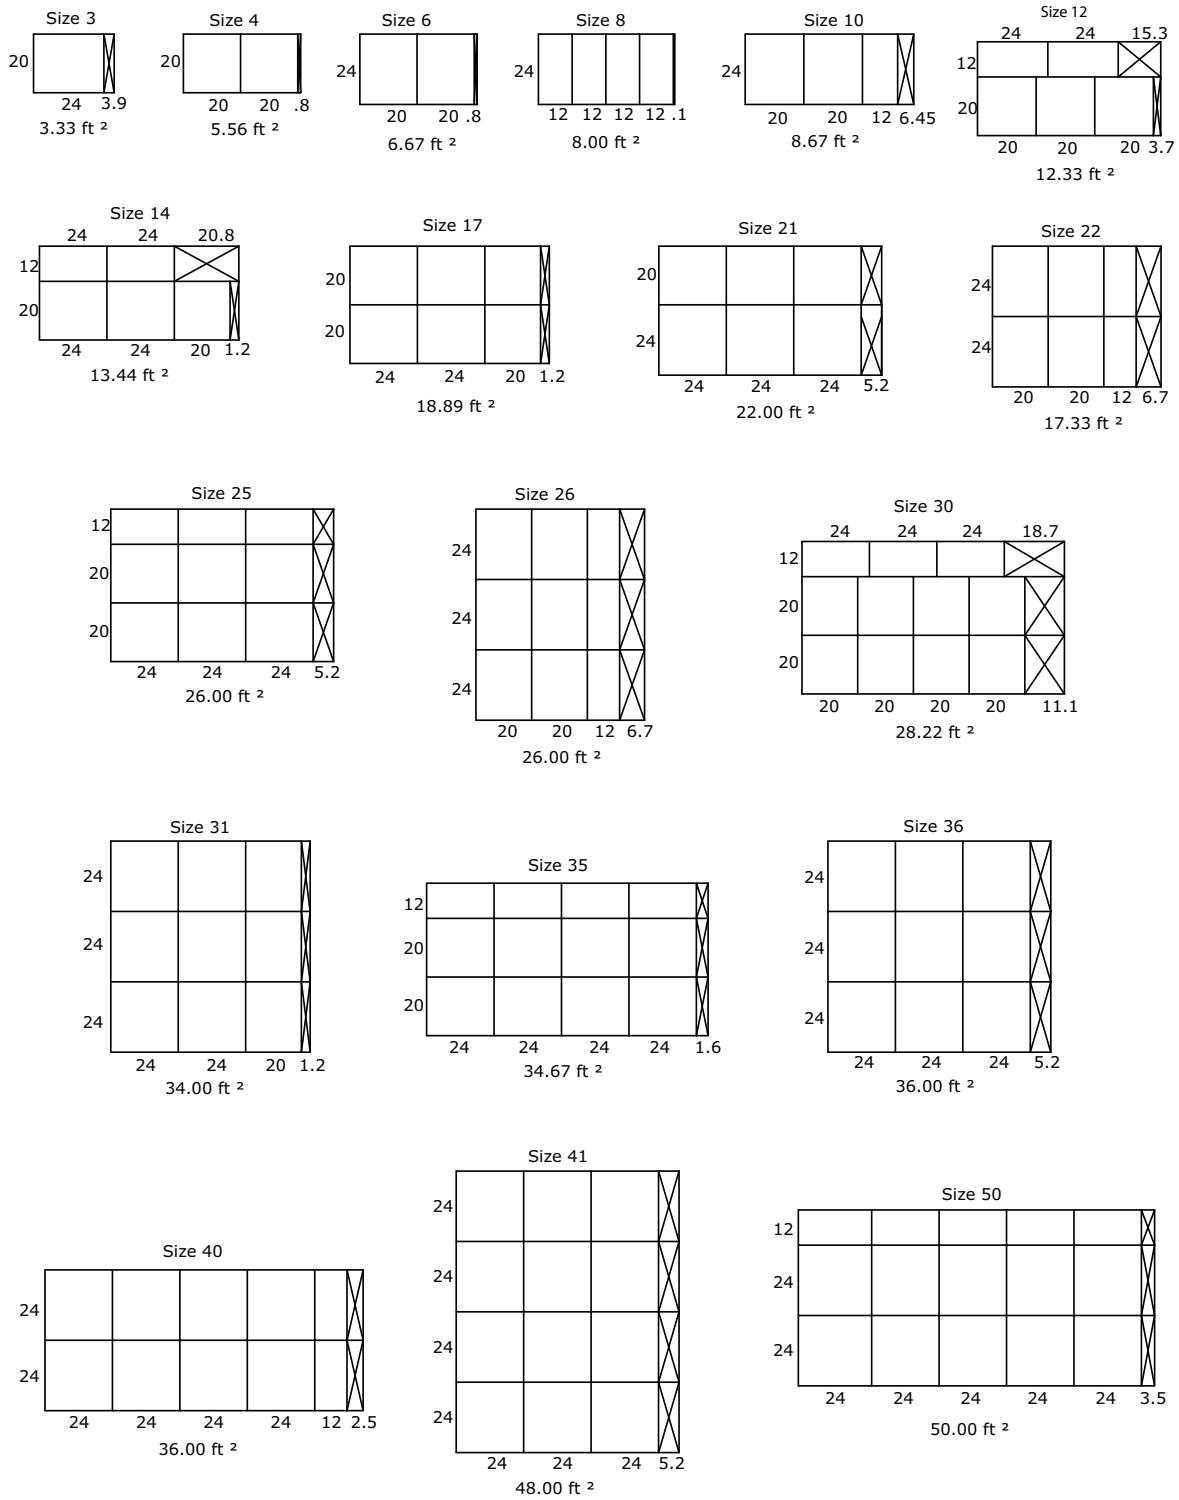 Size 3
20
24 3.9
3.33 ft ²
Size 4
20
20 20 .8
5.56 ft ²
Size 6
24
20 20 .8
6.67 ft ²
Size 8
24
12 12 12 12 .1
8.00 ft ²
Size 10
24
20 20 12 6.45
8.67 ft ²
Size 12
24 24 15.3
12
20
20 20 20 3.7
12.33 ft ²
Size 14
24 24 20.8
12
20
24 24 20 1.2
13.44 ft ²
Size 17
20
20
24 24 20 1.2
18.89 ft ²
Size 21
20
24
24 24 24 5.2
22.00 ft ²
Size 22
24
24
20 20 12 6.7
17.33 ft ²
Size 25
12
20
20
24 24 24 5.2
26.00 ft ²
Size 26
24
24
24
20 20 12 6.7
26.00 ft ²
Size 30
24 24 24 18.7
12
20
20
20 20 20 20 11.1
28.22 ft ²
Size 31
24
24
24
24 24 20 1.2
34.00 ft ²
Size 35
12
20
20
24 24 24 24 1.6
34.67 ft ²
Size 36
24
24
24
24 24 24 5.2
36.00 ft ²
Size 40
24
24
24 24 24 24 12 2.5
36.00 ft ²
Size 41
24
24
24
24
24 24 24 5.2
48.00 ft ²
Size 50
12
24
24
24 24 24 24 24 3.5
50.00 ft ²